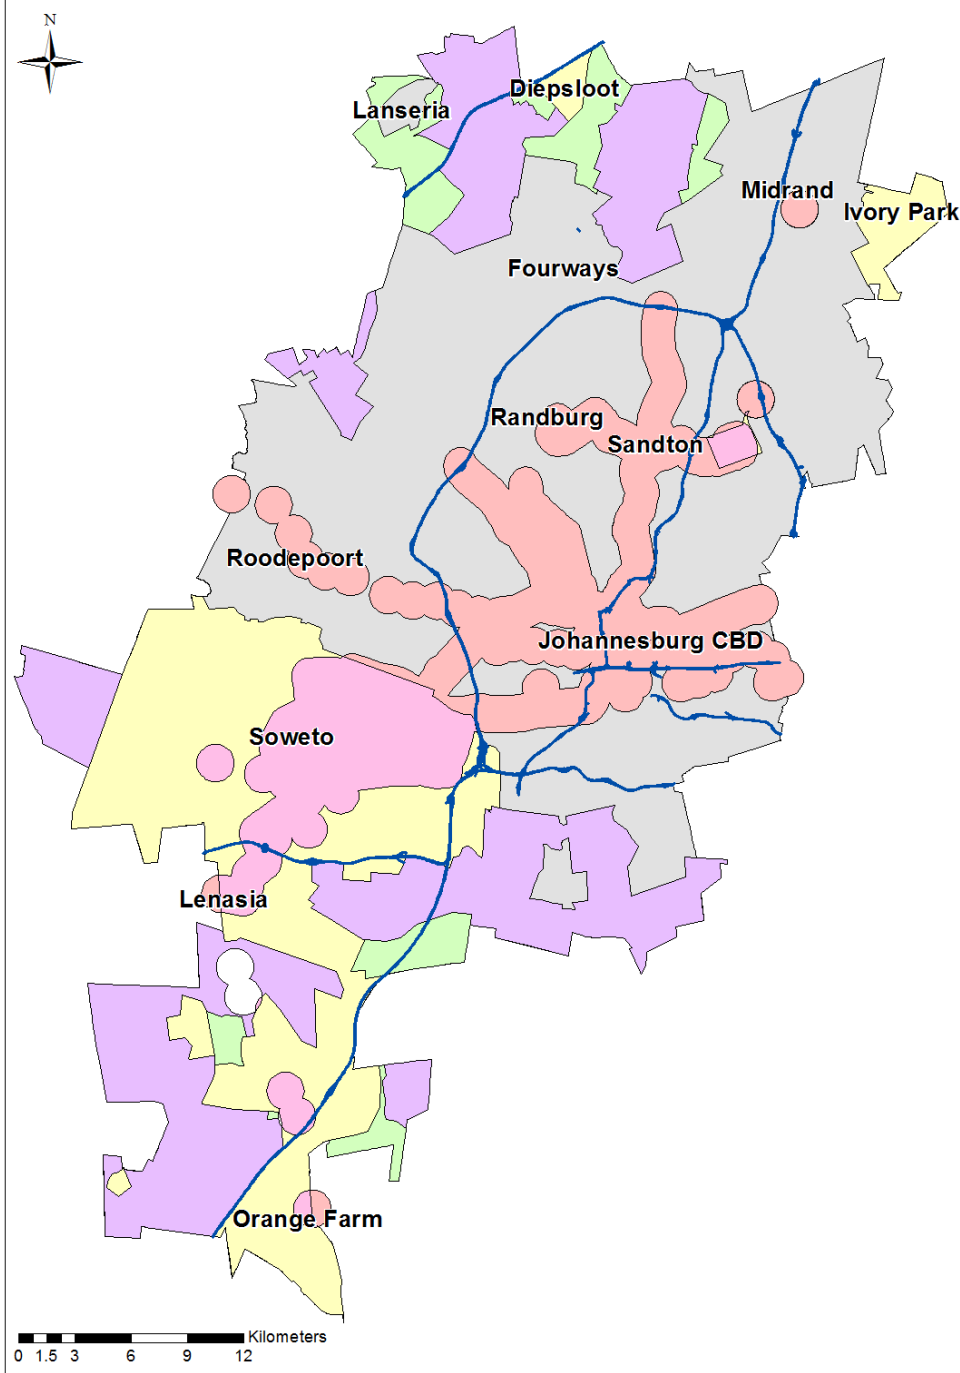 N
Diepsloot
Lanseria
Midrand
Ivory Park
Fourways
Randburg
Sandton
Roodepoort
Johannesburg CBD
Soweto
Lenasia
Orange Farm
Kilometers
0 1.5 3 6 9 12